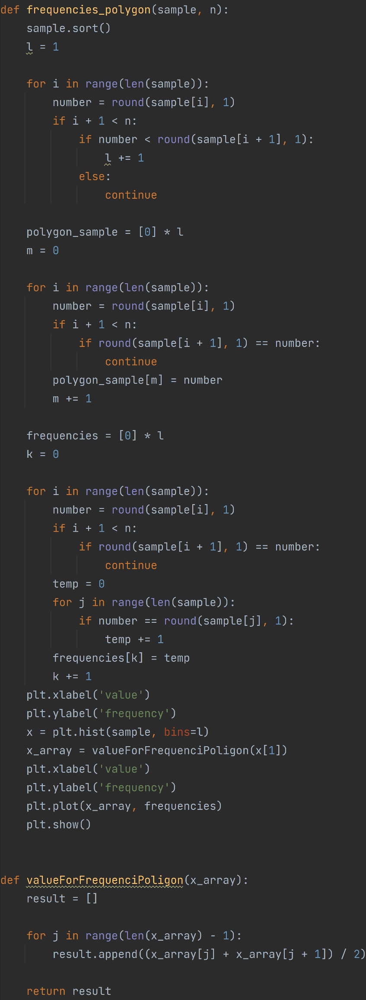 def frequencies_polygon(sample, n):
    sample.sort()
    l = 1

    for i in range(len(sample)):
        number = round(sample[i], 1)
        if i + 1 < n:
            if number < round(sample[i + 1], 1):
                l += 1
            else:
                continue

    polygon_sample = [0] * l
    m = 0

    for i in range(len(sample)):
        number = round(sample[i], 1)
        if i + 1 < n:
            if round(sample[i + 1], 1) == number:
                continue
        polygon_sample[m] = number
        m += 1

    frequencies = [0] * l
    k = 0

    for i in range(len(sample)):
        number = round(sample[i], 1)
        if i + 1 < n:
            if round(sample[i + 1], 1) == number:
                continue
        temp = 0
        for j in range(len(sample)):
            if number == round(sample[j], 1):
                temp += 1
        frequencies[k] = temp
        k += 1
    plt.xlabel('value')
    plt.ylabel('frequency')
    x = plt.hist(sample, bins=l)
    x_array = valueForFrequenciPoligon(x[1])
    plt.xlabel('value')
    plt.ylabel('frequency')
    plt.plot(x_array, frequencies)
    plt.show()


def valueForFrequenciPoligon(x_array):
    result = []

    for j in range(len(x_array) - 1):
        result.append((x_array[j] + x_array[j + 1]) / 2)

    return result